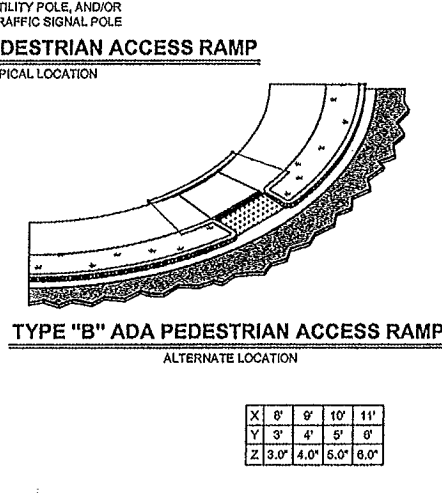 TILITY POLE, AND/OR
RAFFIC SIGNAL POLE
DESTRIAN ACCESS RAMP
PICAL LOCATION
TYPE "B" ADA PEDESTRIAN ACCESS RAMP
ALTERNATE LOCATION
X 8' 9' 10' 11'
Y 3' 4' 5' 6'
Z 3.0" 4.0" 5.0" 6.0"